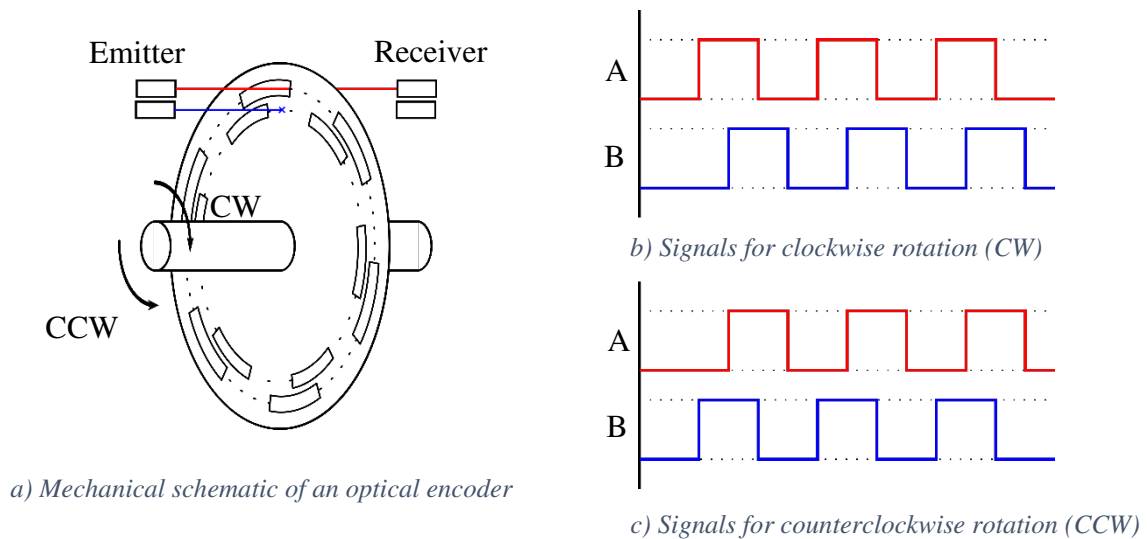 Emitter
Receiver
CW
CCW
a) Mechanical schematic of an optical encoder
A
B
b) Signals for clockwise rotation (CW)
A
B
c) Signals for counterclockwise rotation (CCW)